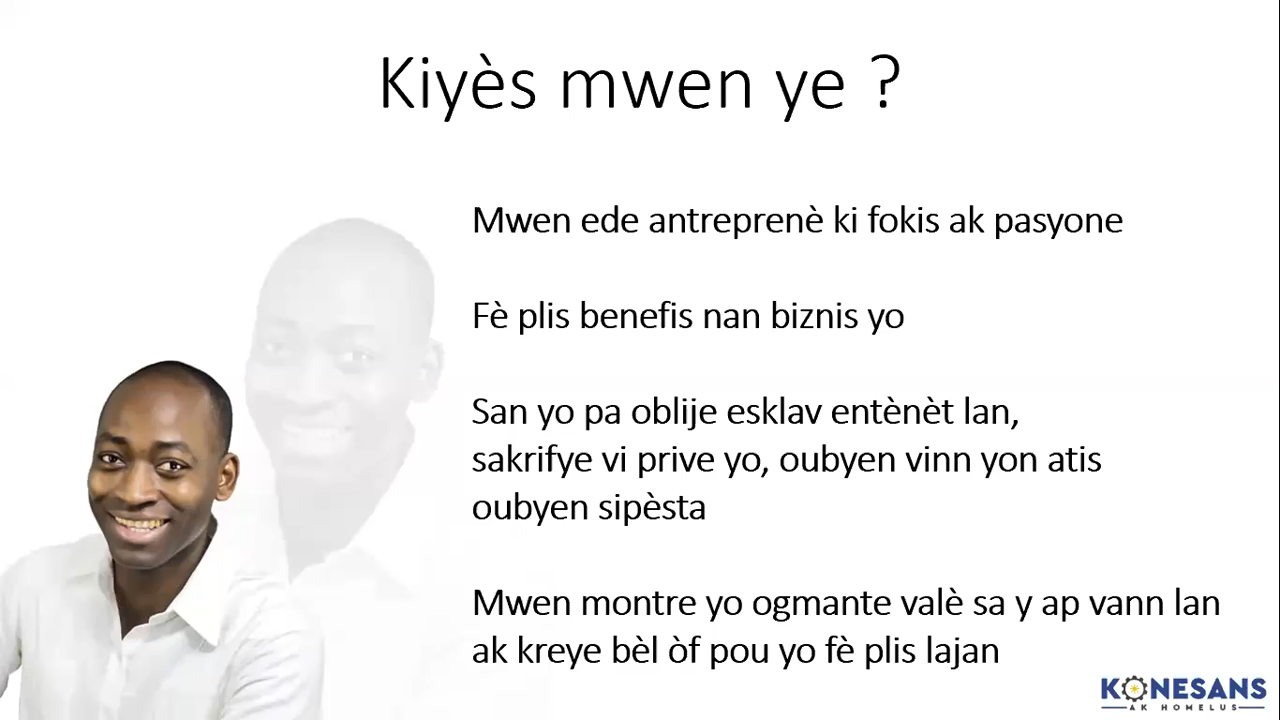 Kiyès mwen ye ?
Mwen ede antreprenè ki fokis ak pasyone
Fè plis benefis nan biznis yo
San yo pa oblije esklav entènèt lan,
sakrifye vi prive yo, oubyen vinn yon atis
oubyen sipèsta
Mwen montre yo ogmante valè sa y ap vann lan
ak kreye bèl òf pou yo fè plis lajan
KONESANS
AK HOMELUS